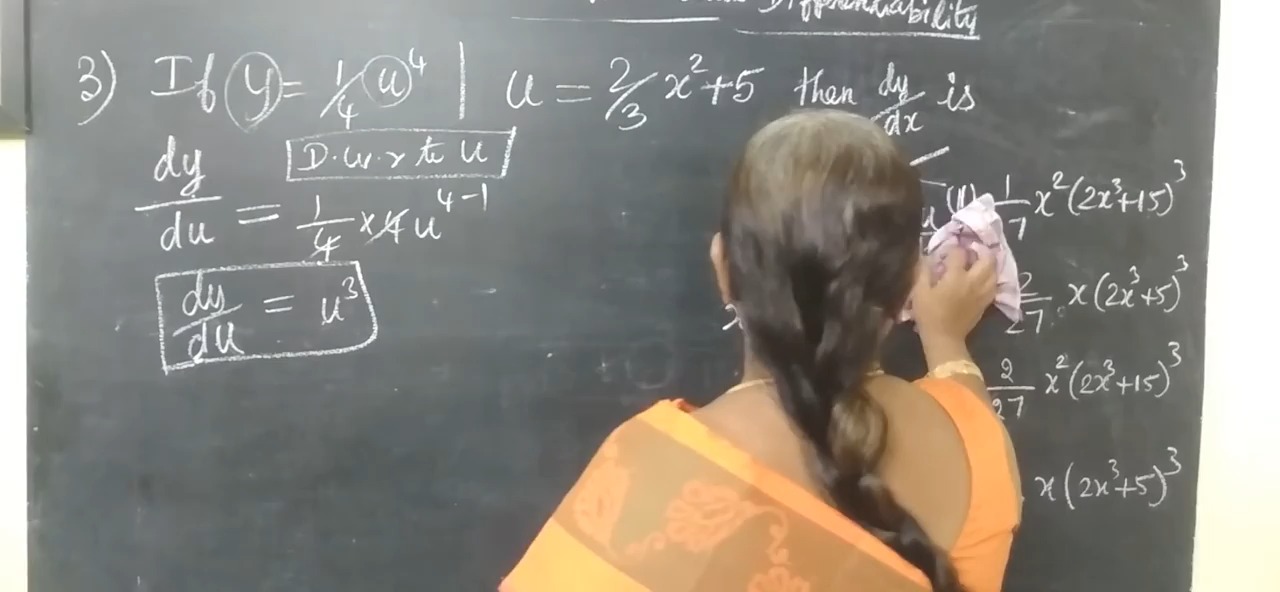 Differentiability
3) If y = 1/4 u⁴ | u = 2/3 x² + 5 then dy/dx is
D.w.r to u
dy/du = 1/4 × 4 u⁴⁻¹
dy/du = u³
1/7 x² (2x³ + 15)³
2/27 x (2x³ + 5)³
2/27 x² (2x³ + 15)³
x (2x³ + 5)³